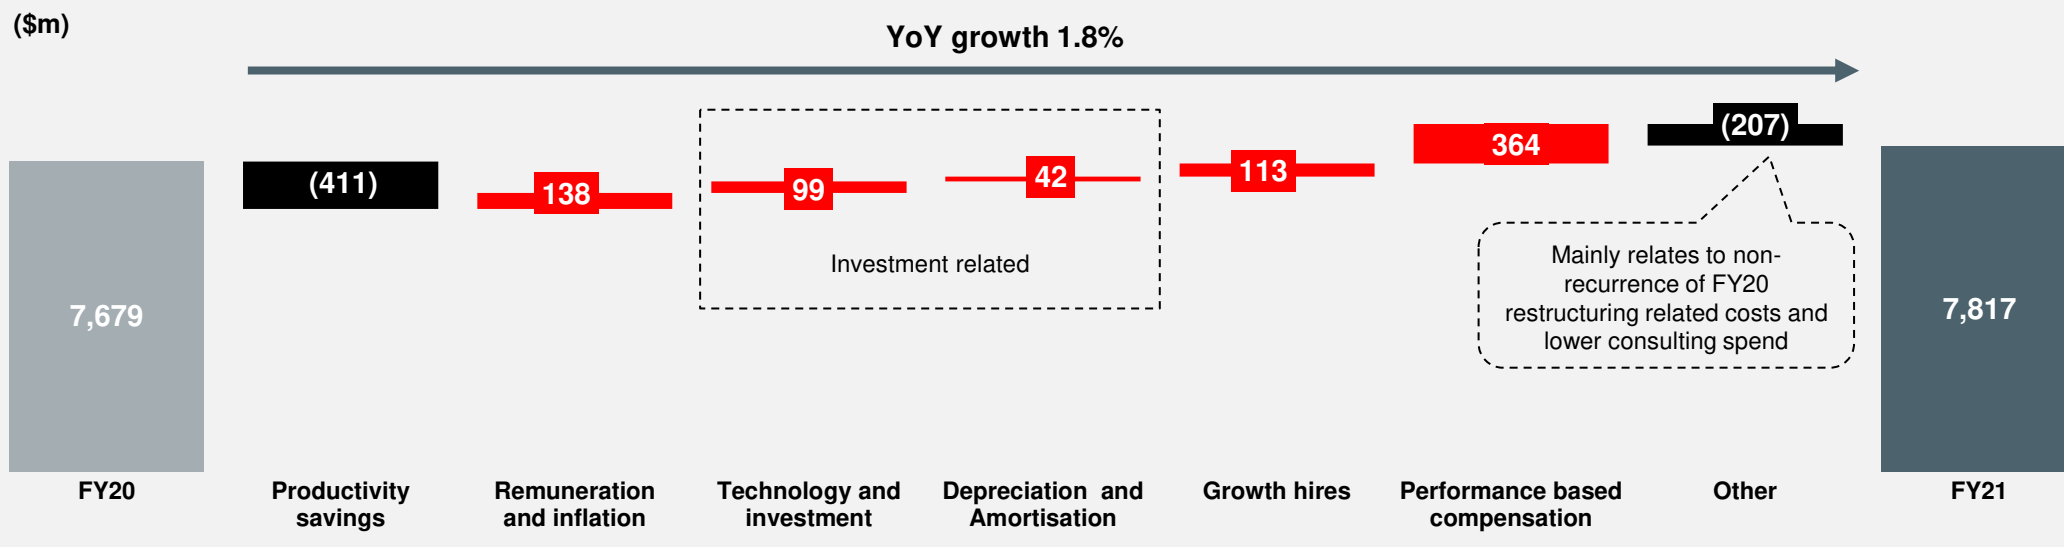 ($m)
YoY growth 1.8%
7,679
(411)
138
99
42
113
364
(207)
7,817
Investment related
Mainly relates to non-
recurrence of FY20
restructuring related costs and
lower consulting spend
FY20
Productivity
savings
Remuneration
and inflation
Technology and
investment
Depreciation and
Amortisation
Growth hires
Performance based
compensation
Other
FY21